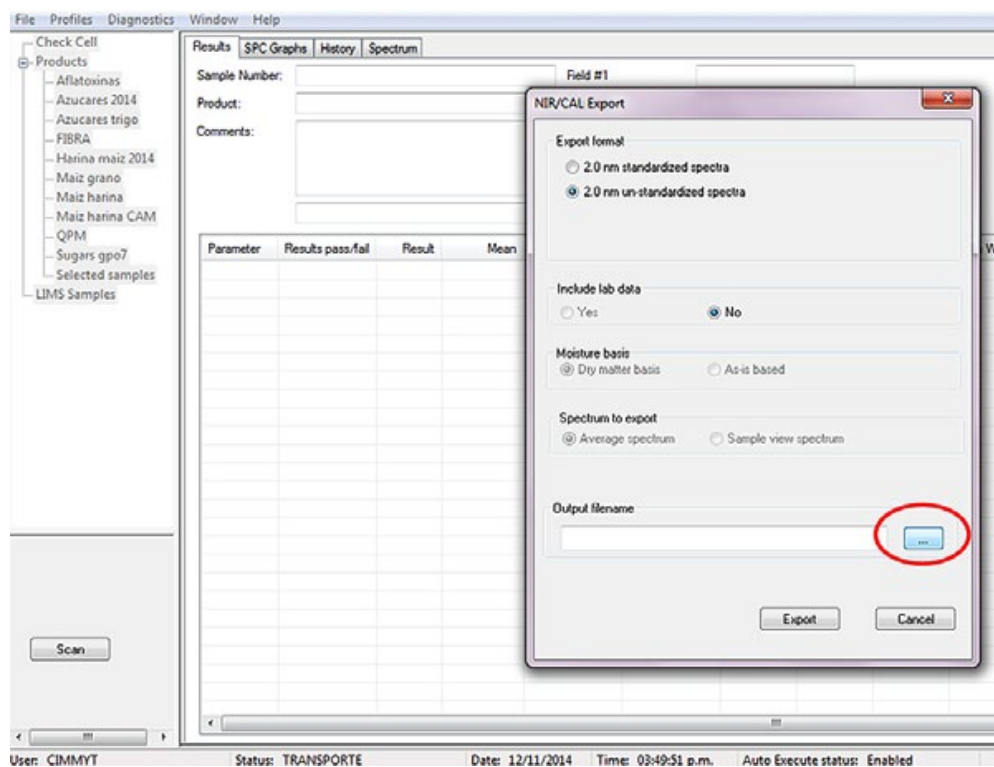 File Profiles Diagnostics Window Help
Check Cell
Products
Aflatoxinas
Azucares 2014
Azucares trigo
FIBRA
Harina maiz 2014
Maiz grano
Maiz harina
Maiz harina CAM
QPM
Sugars gpo7
Selected samples
LIMS Samples
Scan
Results SPC Graphs History Spectrum
Sample Number: Field #1
Product:
Comments:
Parameter Results pass/fail Result Mean
NIR/CAL Export
Export format
2.0 nm standardized spectra
2.0 nm un-standardized spectra
Include lab data
Yes No
Moisture basis
Dry matter basis As-is based
Spectrum to export
Average spectrum Sample view spectrum
Output filename
...
Export Cancel
User: CIMMYT Status: TRANSPORTE Date: 12/11/2014 Time: 03:49:51 p.m. Auto Execute status: Enabled